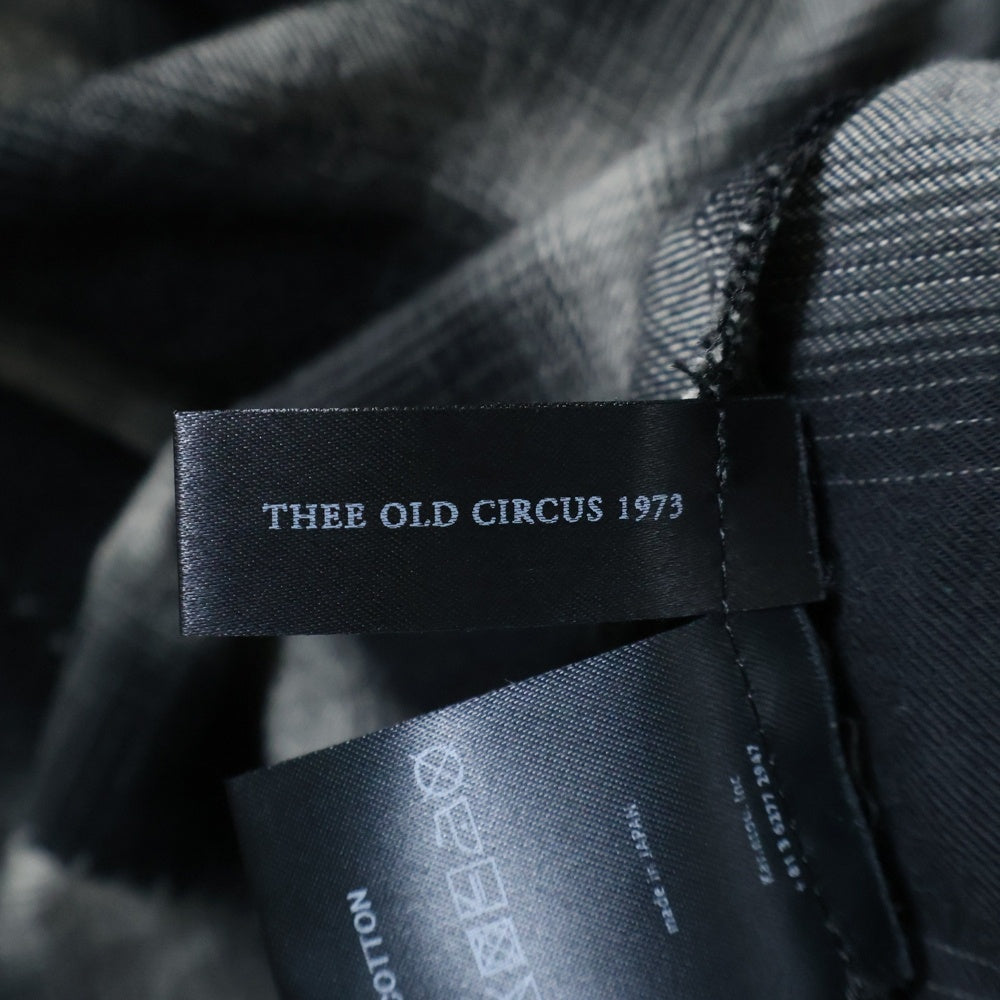 THEE OLD CIRCUS 1973
COTTON
made in JAPAN